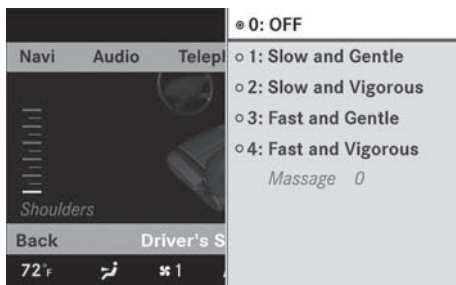 0: OFF
Navi Audio Telepl
1: Slow and Gentle
2: Slow and Vigorous
3: Fast and Gentle
4: Fast and Vigorous
Massage 0
Shoulders
Back Driver's S
72°F 1